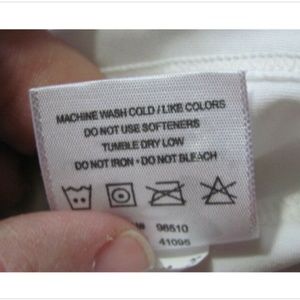 MACHINE WASH COLD / LIKE COLORS
DO NOT USE SOFTENERS
TUMBLE DRY LOW
DO NOT IRON • DO NOT BLEACH
98510
41095